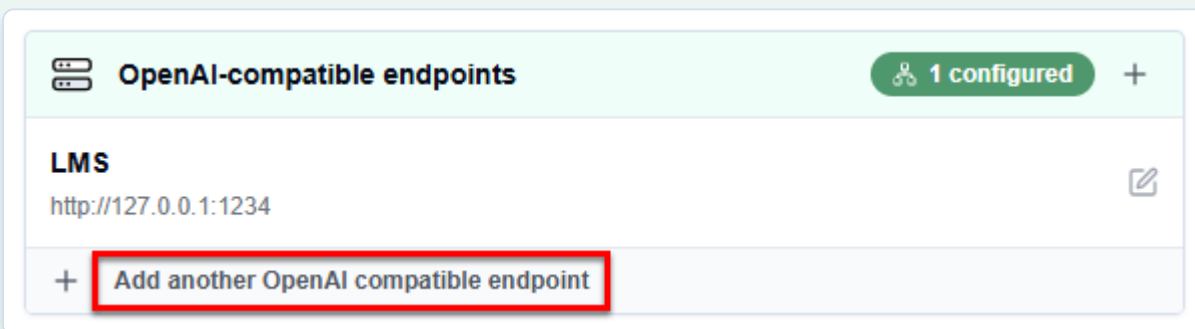 OpenAI-compatible endpoints
1 configured
LMS
http://127.0.0.1:1234
Add another OpenAI compatible endpoint